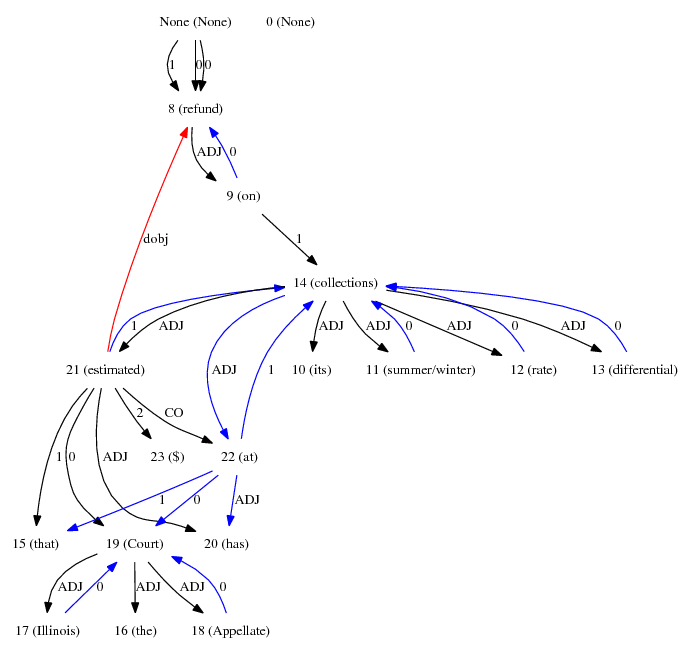 None (None) 0 (None)
1 0 0
8 (refund)
ADJ 0
9 (on)
dobj 1
14 (collections)
1 ADJ ADJ ADJ 0 ADJ 0 ADJ 0
21 (estimated) ADJ 1 10 (its) 11 (summer/winter) 12 (rate) 13 (differential)
2 CO
1 0 ADJ 23 ($) 22 (at)
1 0 ADJ
15 (that) 19 (Court) 20 (has)
ADJ 0 ADJ ADJ 0
17 (Illinois) 16 (the) 18 (Appellate)